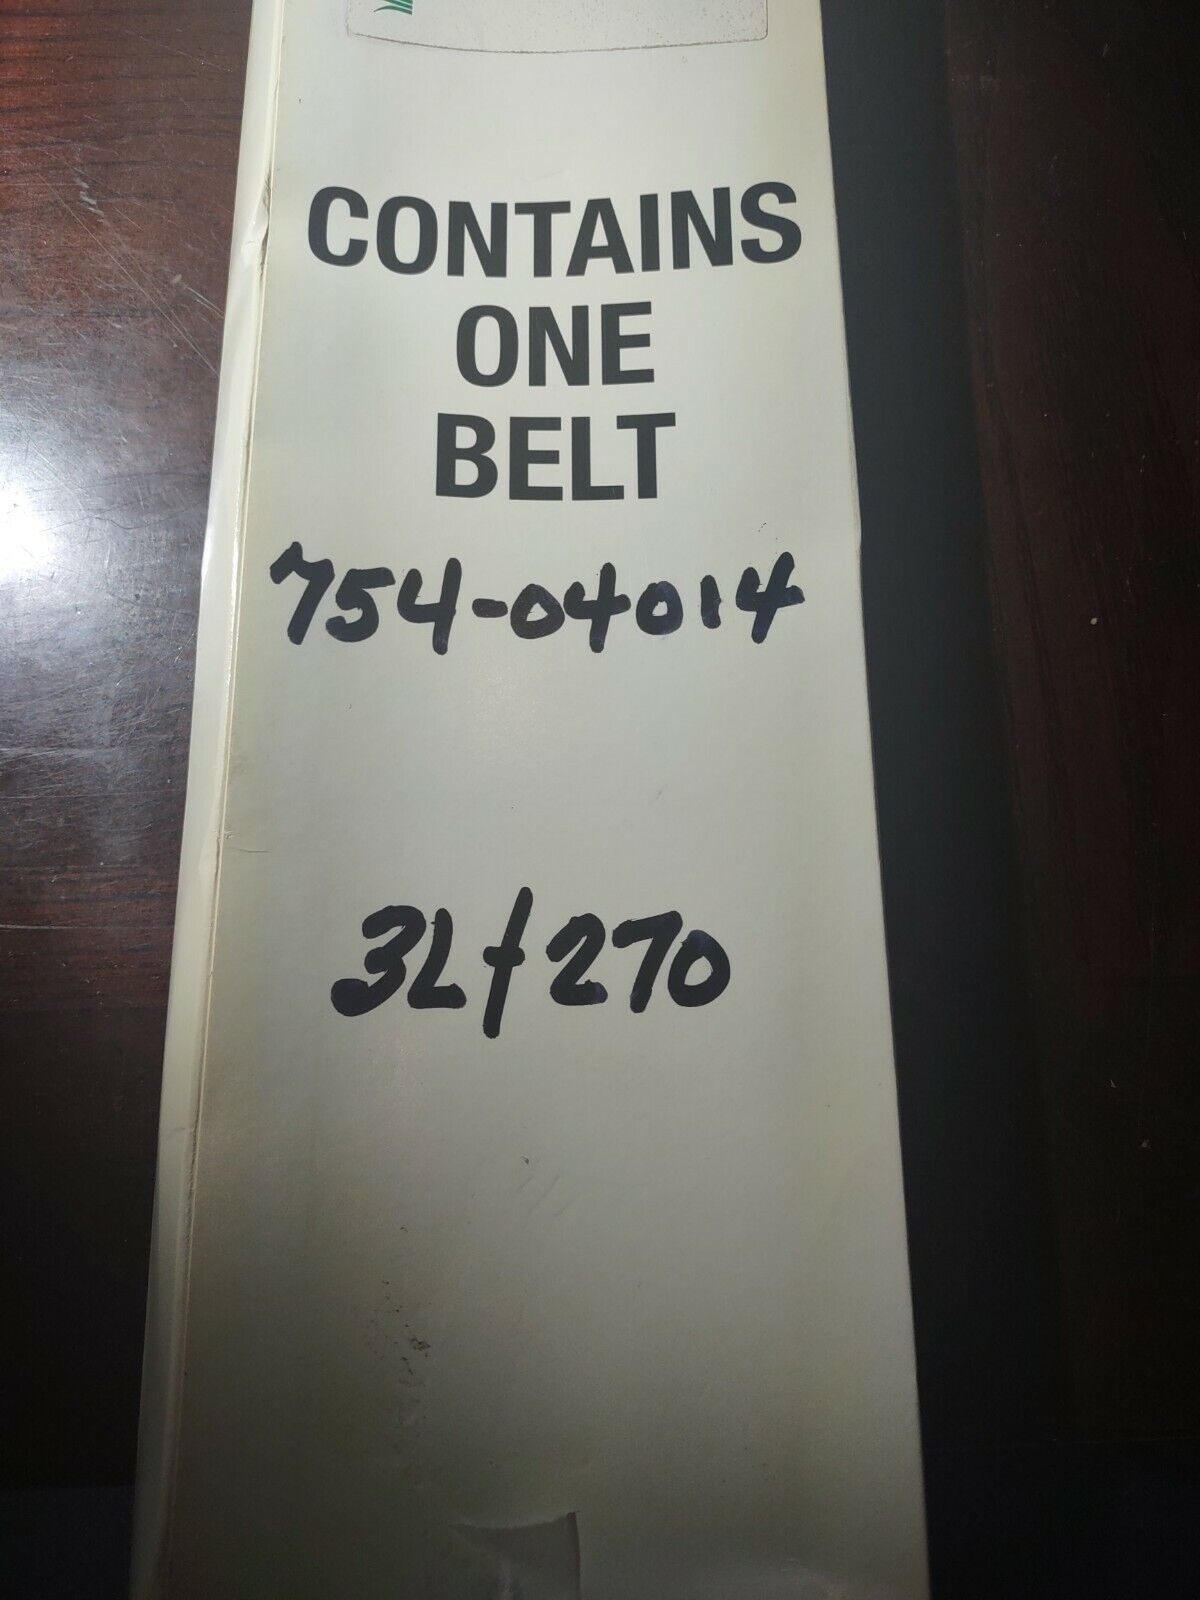 CONTAINS
ONE
BELT
754-04014
3L/270